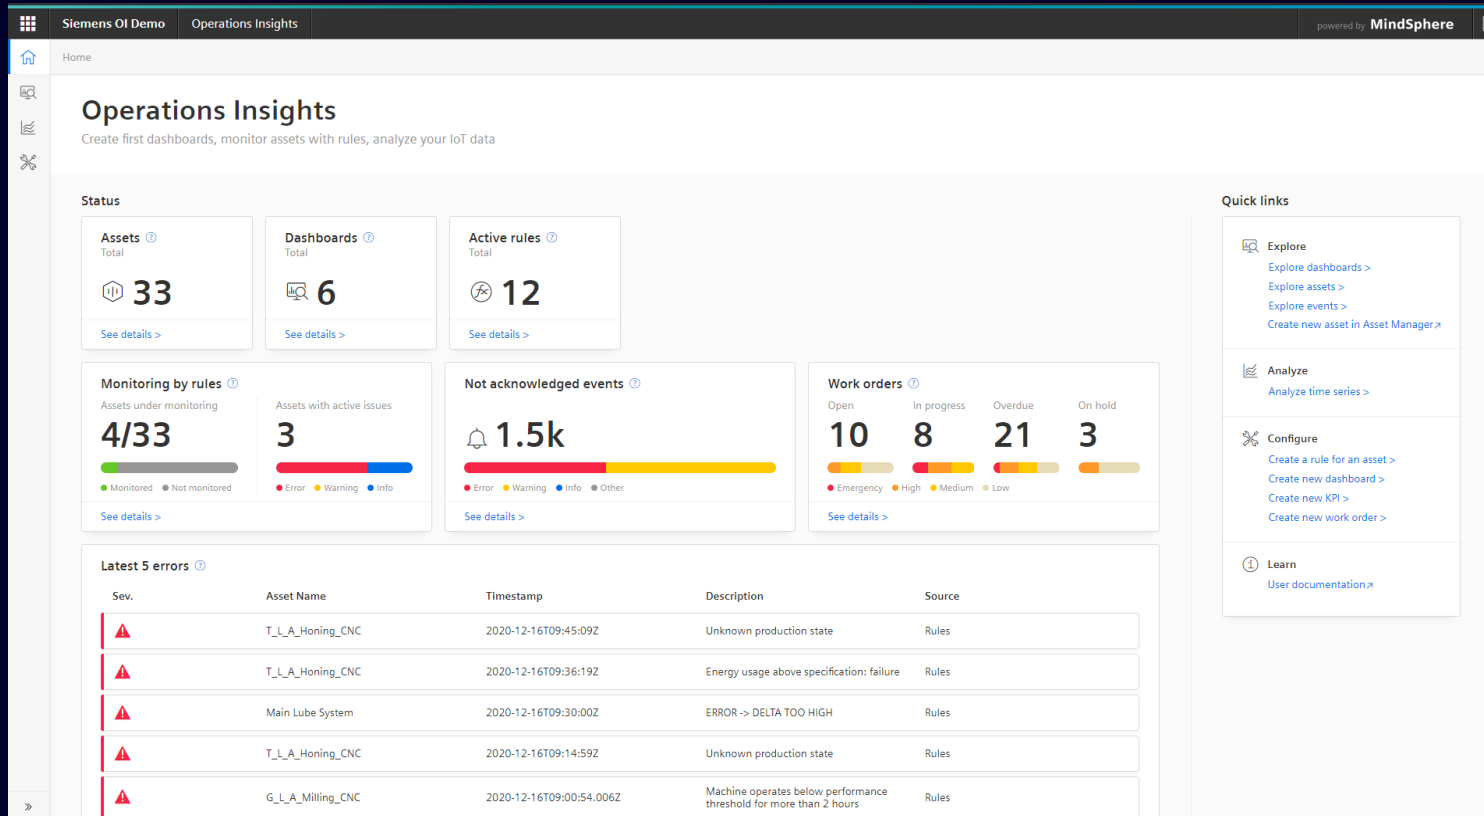 Siemens OI Demo
Operations Insights
powered by MindSphere
Home
Operations Insights
Create first dashboards, monitor assets with rules, analyze your IoT data
Status
Assets ?
Total
33
See details >
Dashboards ?
Total
6
See details >
Active rules ?
Total
fx 12
See details >
Monitoring by rules ?
Assets under monitoring
4/33
Monitored Not monitored
Assets with active issues
3
Error Warning Info
See details >
Not acknowledged events ?
1.5k
Error Warning Info Other
See details >
Work orders ?
Open In progress Overdue On hold
10 8 21 3
Emergency High Medium Low
See details >
Latest 5 errors ?
Sev. Asset Name Timestamp Description Source
T_L_A_Honing_CNC 2020-12-16T09:45:09Z Unknown production state Rules
T_L_A_Honing_CNC 2020-12-16T09:36:19Z Energy usage above specification: failure Rules
Main Lube System 2020-12-16T09:30:00Z ERROR -> DELTA TOO HIGH Rules
T_L_A_Honing_CNC 2020-12-16T09:14:59Z Unknown production state Rules
G_L_A_Milling_CNC 2020-12-16T09:00:54.006Z Machine operates below performance threshold for more than 2 hours Rules
Quick links
Explore
Explore dashboards >
Explore assets >
Explore events >
Create new asset in Asset Manager
Analyze
Analyze time series >
Configure
Create a rule for an asset >
Create new dashboard >
Create new KPI >
Create new work order >
Learn
User documentation